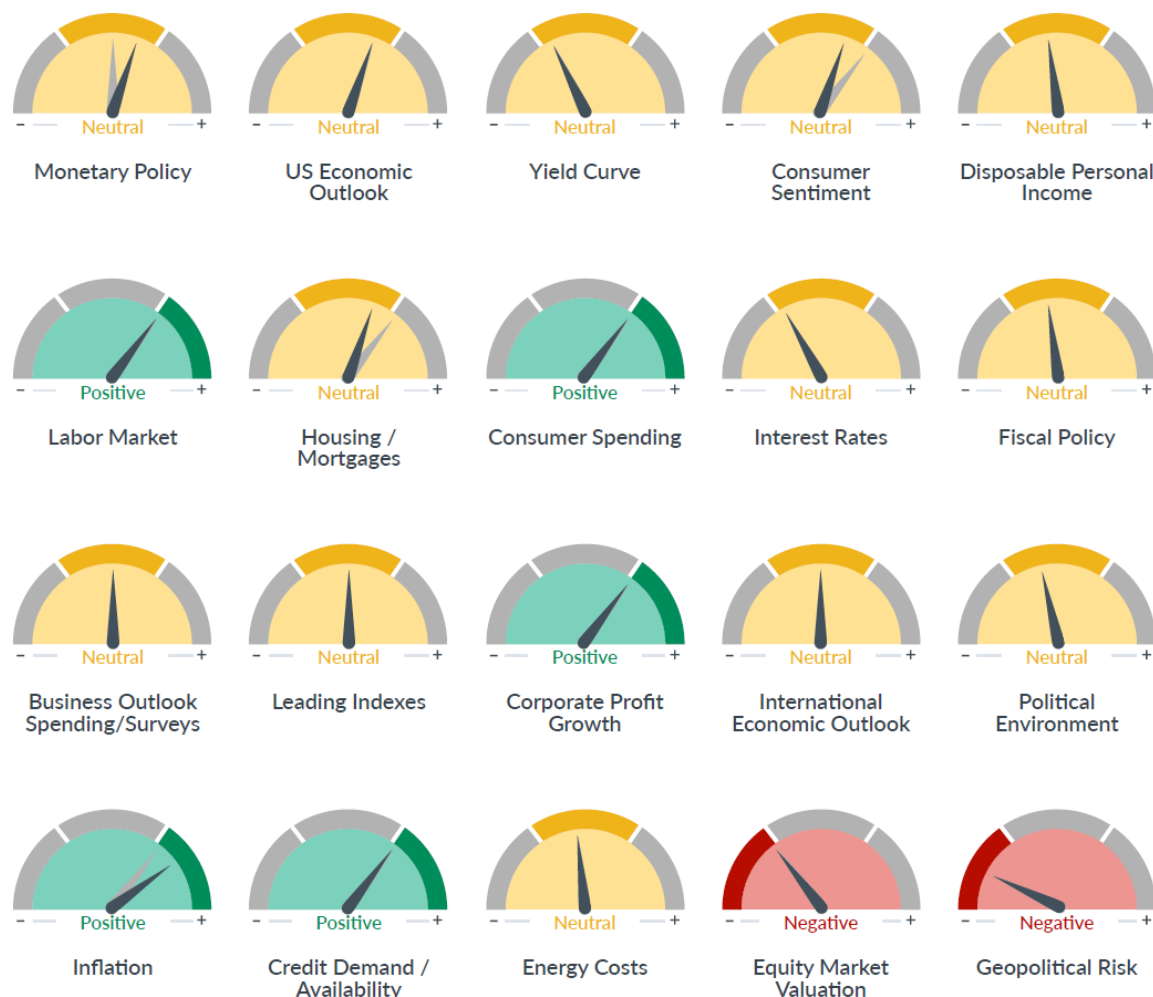 - Neutral +
- Neutral +
- Neutral +
- Neutral +
- Neutral +
Monetary Policy
US Economic
Outlook
Yield Curve
Consumer
Sentiment
Disposable Personal
Income
- Positive +
- Neutral +
- Positive +
- Neutral +
- Neutral +
Labor Market
Housing /
Mortgages
Consumer Spending
Interest Rates
Fiscal Policy
- Neutral +
- Neutral +
- Positive +
- Neutral +
- Neutral +
Business Outlook
Spending/Surveys
Leading Indexes
Corporate Profit
Growth
International
Economic Outlook
Political
Environment
- Positive +
- Positive +
- Neutral +
- Negative +
- Negative +
Inflation
Credit Demand /
Availability
Energy Costs
Equity Market
Valuation
Geopolitical Risk